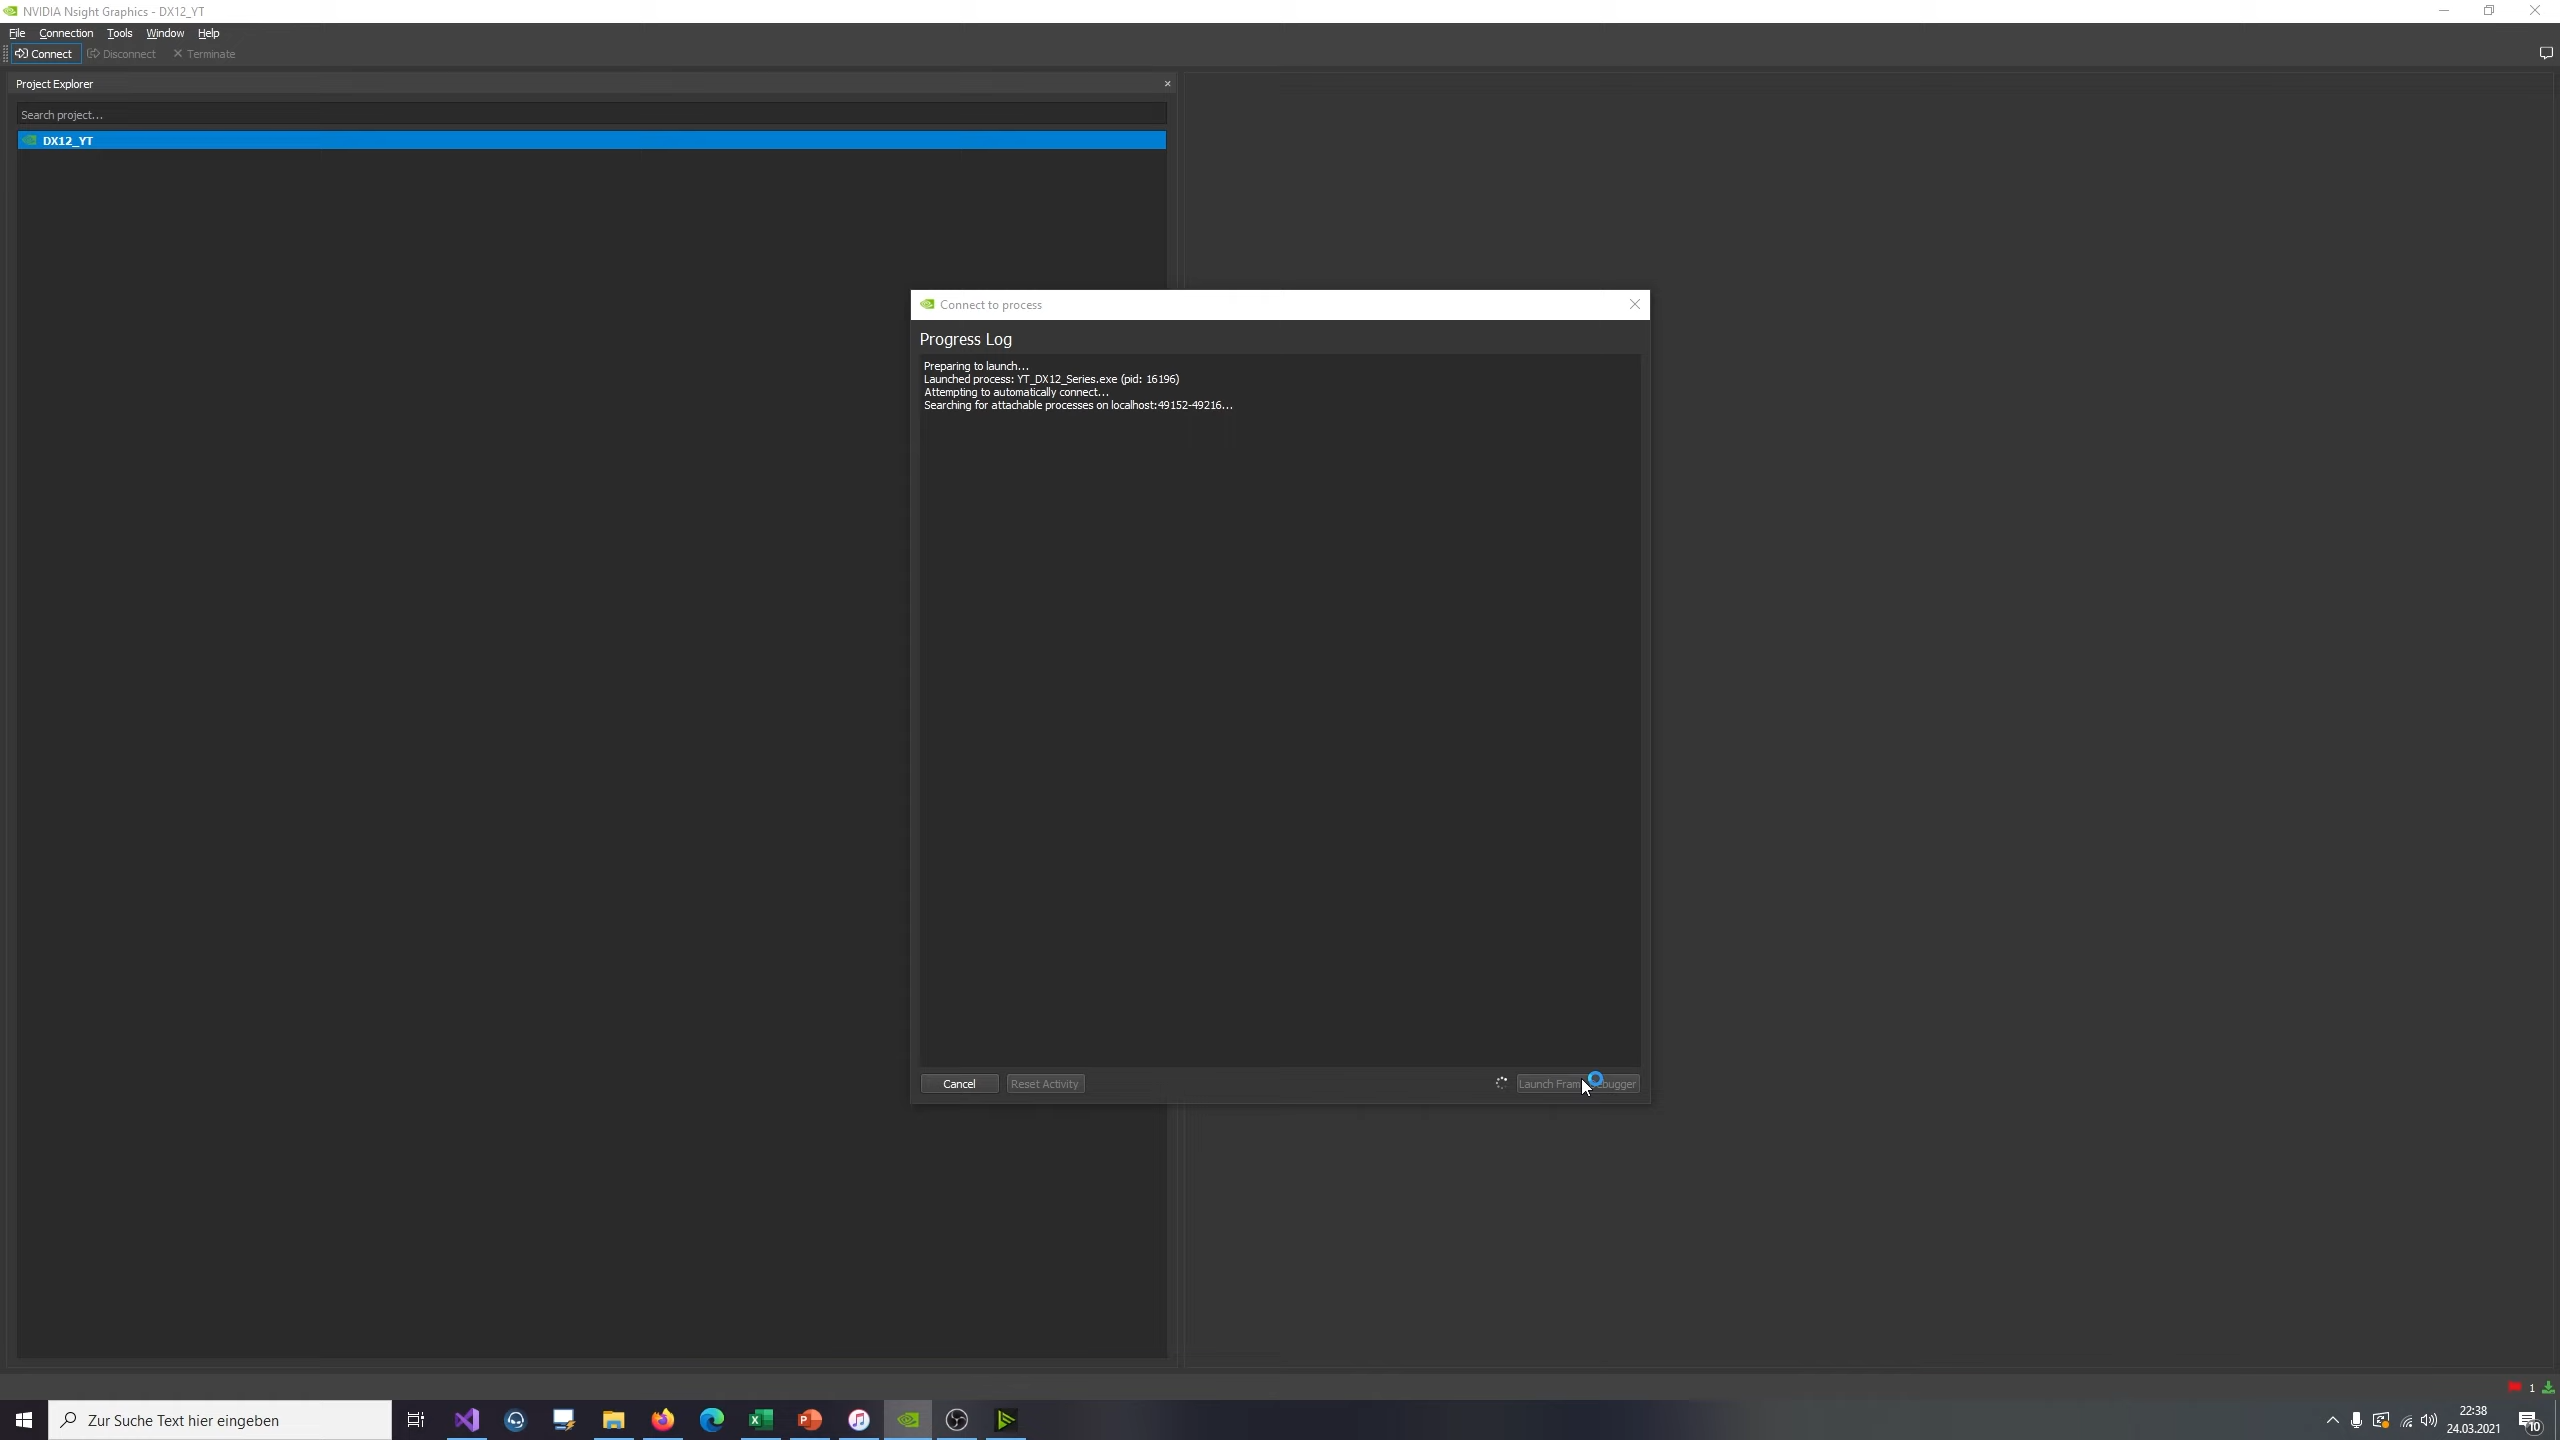 NVIDIA Nsight Graphics - DX12_YT
File Connection Tools Window Help
Connect Disconnect Terminate
Project Explorer
Search project...
DX12_YT
Connect to process
Progress Log
Preparing to launch...
Launched process: YT_DX12_Series.exe (pid: 16196)
Attempting to automatically connect...
Searching for attachable processes on localhost:49152-49216...
Cancel Reset Activity Launch
1
Zur Suche Text hier eingeben
22:38
24.03.2021
10